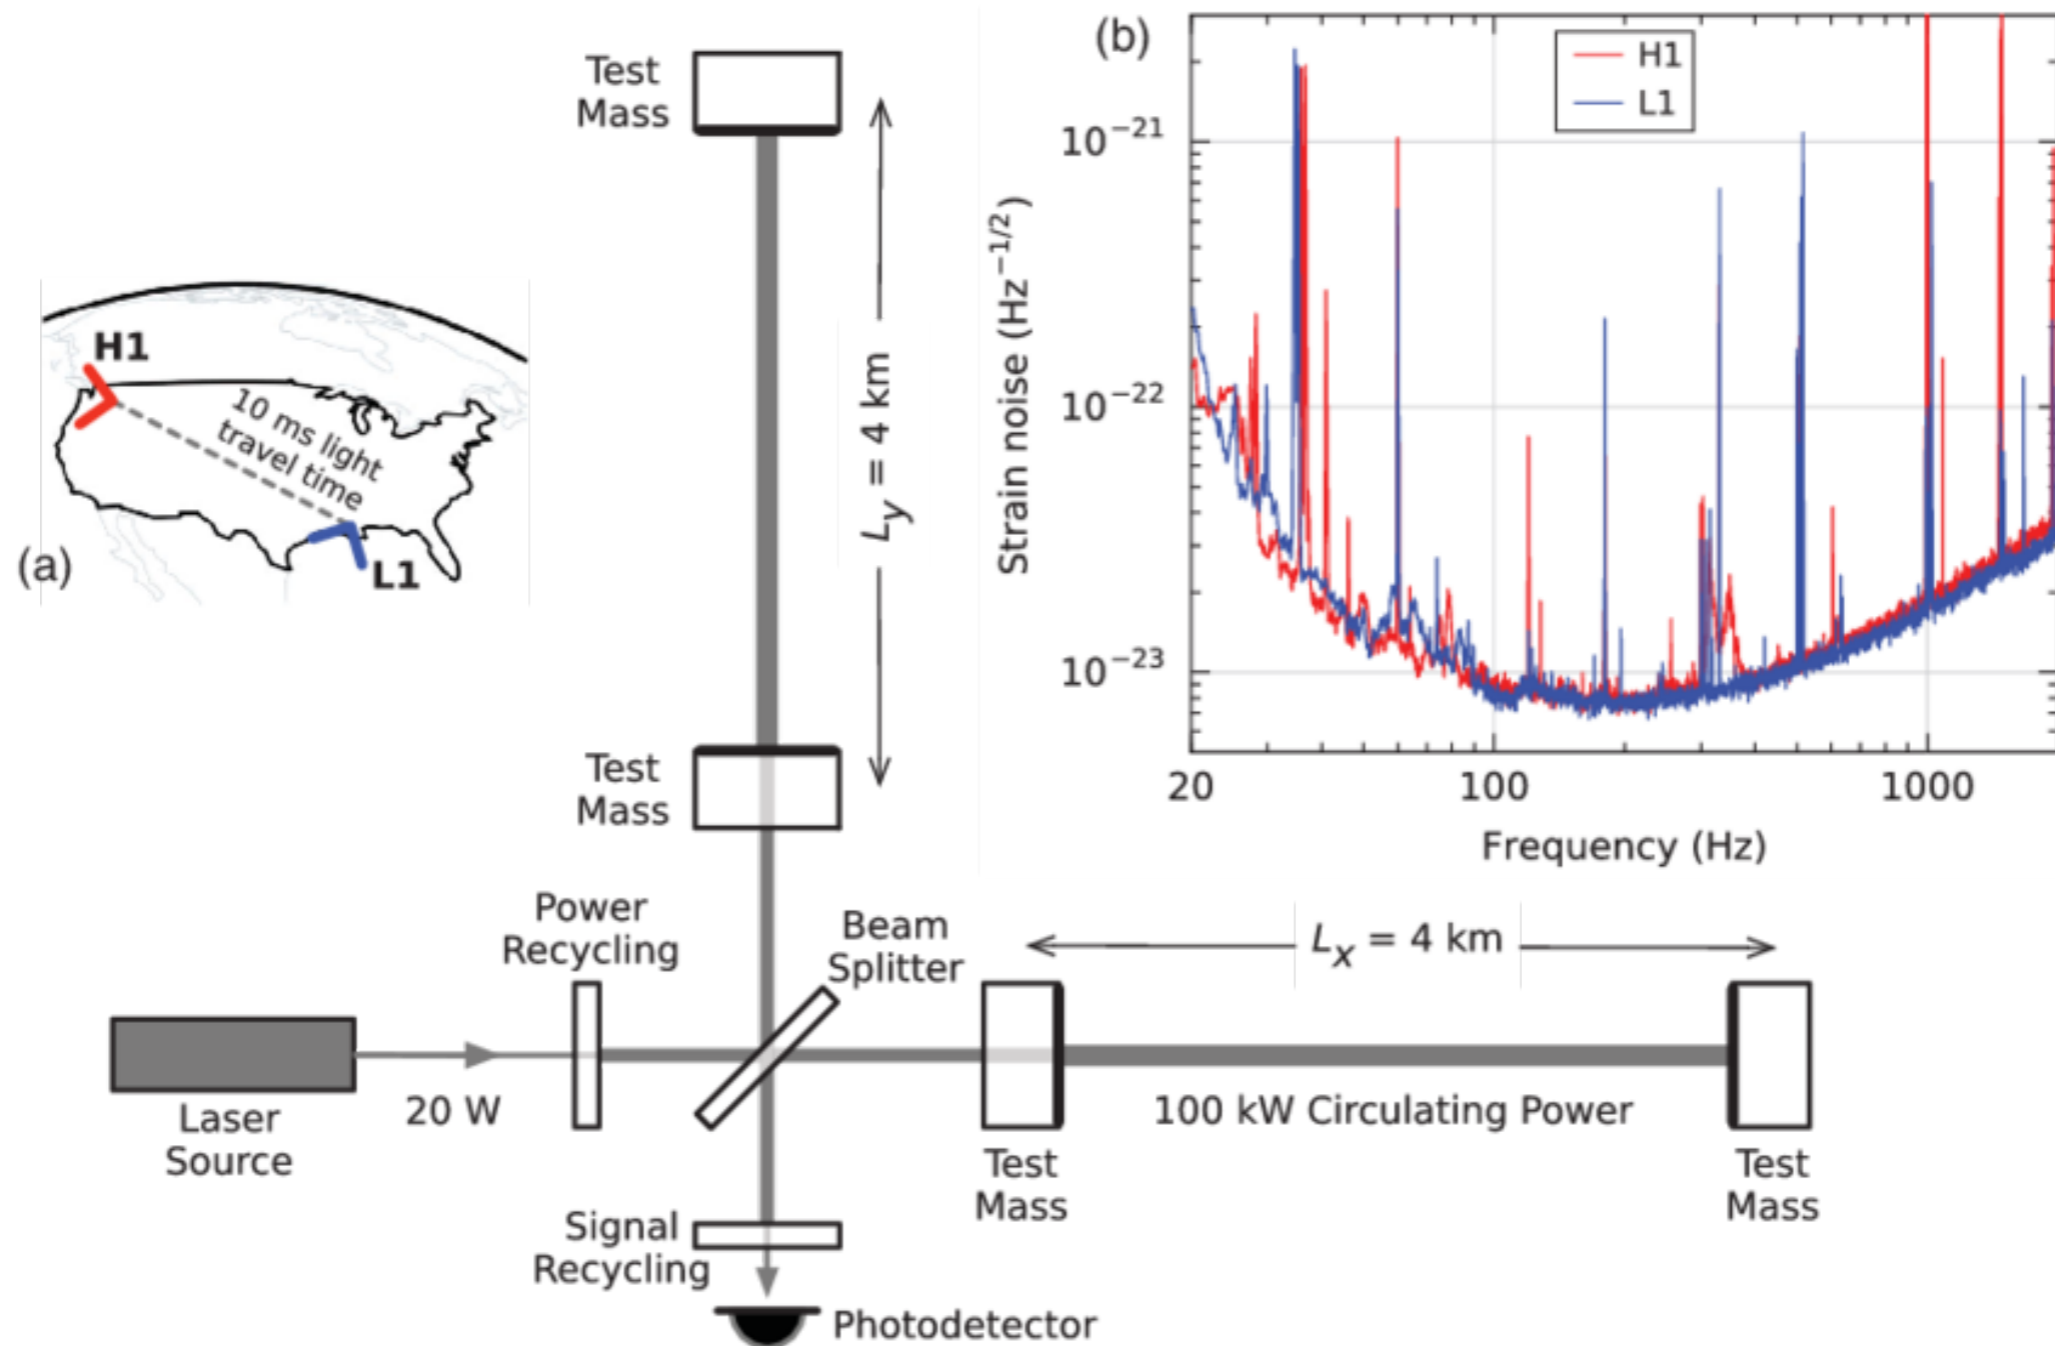 Test
Mass
H1
10 ms light
travel time
L1
(a)
Ly = 4 km
Test
Mass
(b)
H1
L1
10−21
10−22
10−23
Strain noise (Hz−1/2)
20
100
1000
Frequency (Hz)
Power
Recycling
Beam
Splitter
Lx = 4 km
Laser
Source
20 W
100 kW Circulating Power
Test
Mass
Test
Mass
Signal
Recycling
Photodetector